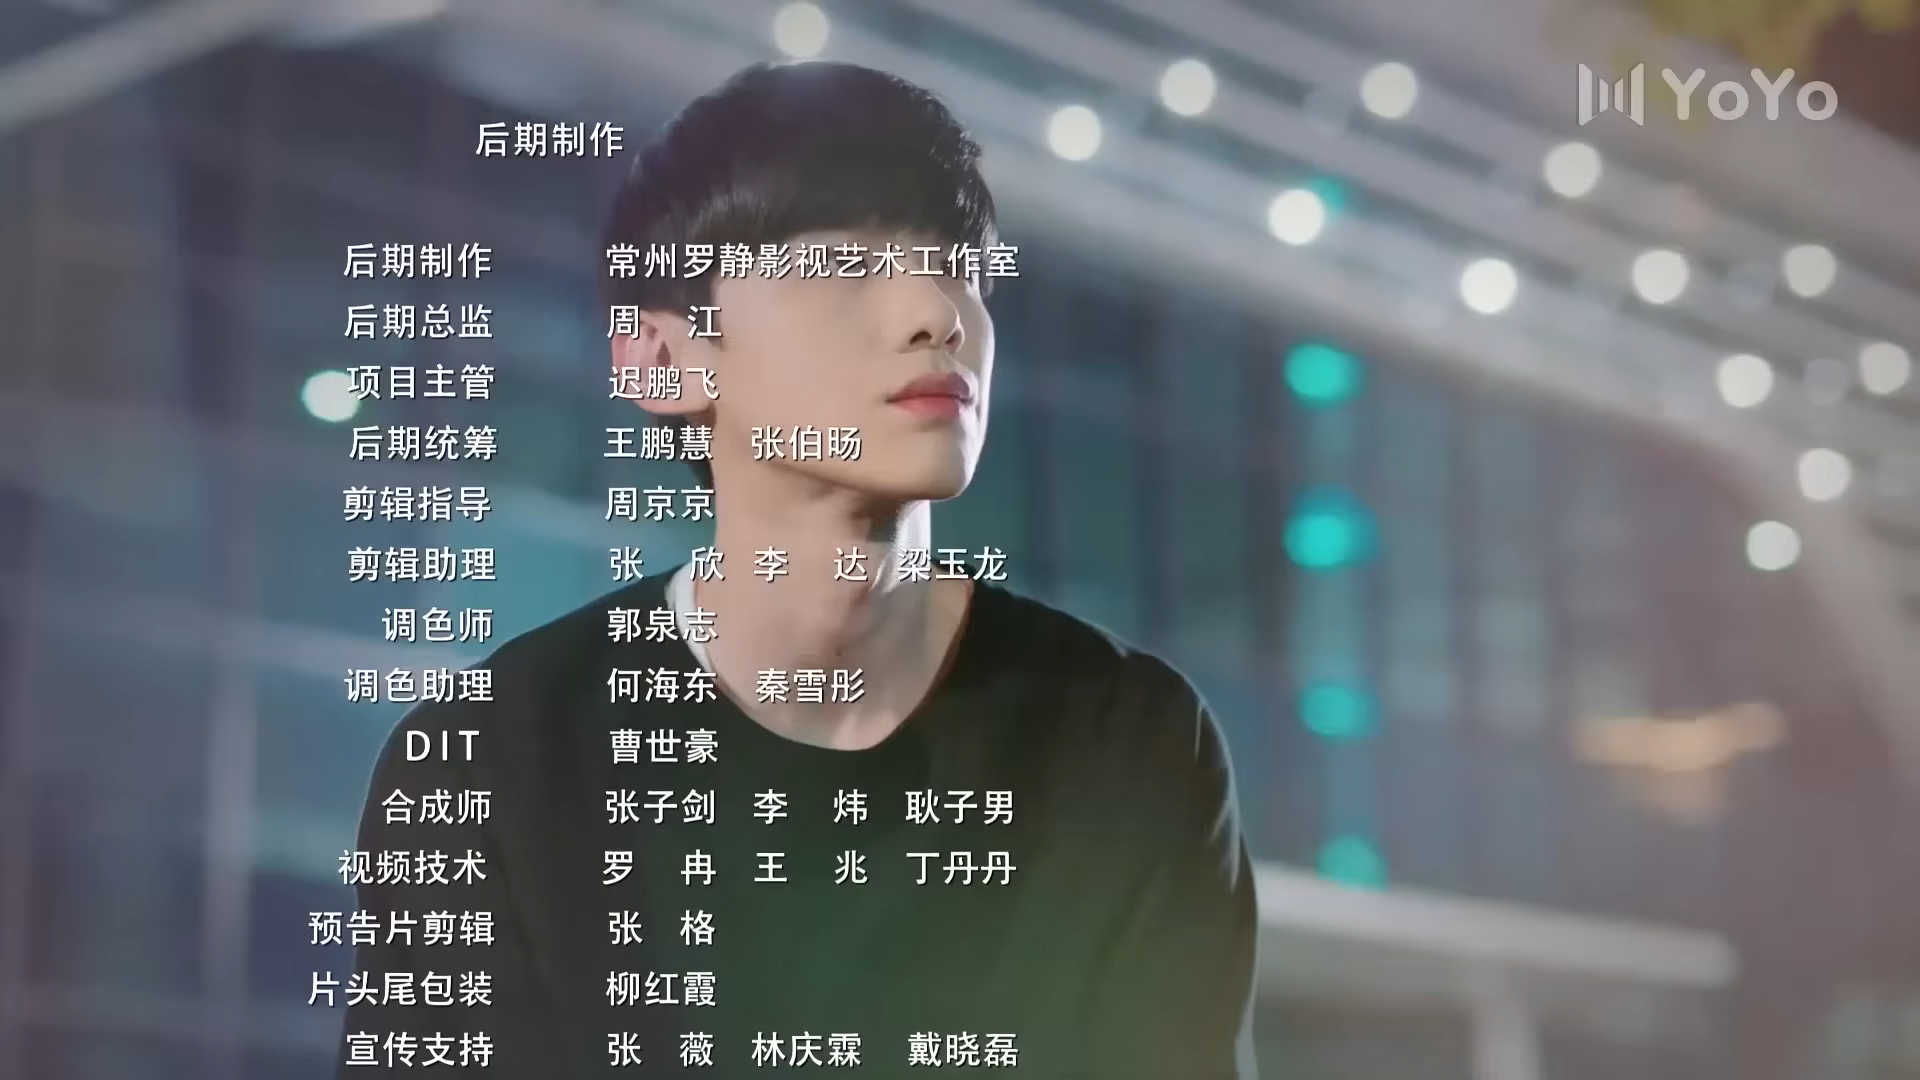 YoYo
后期制作
后期制作 常州罗静影视艺术工作室
后期总监 周 江
项目主管 迟鹏飞
后期统筹 王鹏慧 张伯旸
剪辑指导 周京京
剪辑助理 张 欣 李 达 梁玉龙
调色师 郭泉志
调色助理 何海东 秦雪彤
DIT 曹世豪
合成师 张子剑 李 炜 耿子男
视频技术 罗 冉 王 兆 丁丹丹
预告片剪辑 张 格
片头尾包装 柳红霞
宣传支持 张 薇 林庆霖 戴晓磊